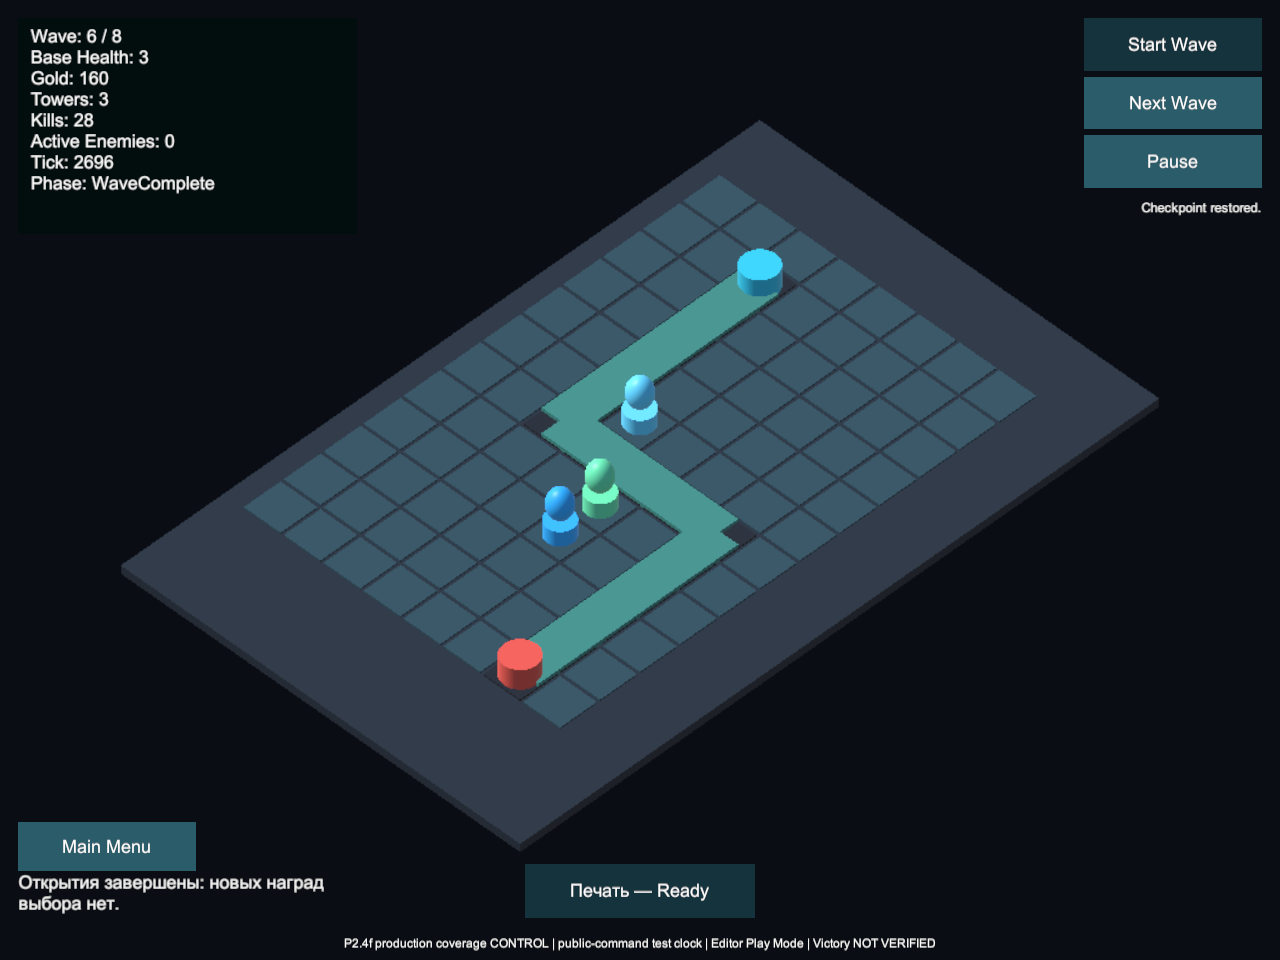 Wave: 6 / 8
Base Health: 3
Gold: 160
Towers: 3
Kills: 28
Active Enemies: 0
Tick: 2696
Phase: WaveComplete
Start Wave
Next Wave
Pause
Checkpoint restored.
Main Menu
Открытия завершены: новых наград
выбора нет.
Печать — Ready
P2.4f production coverage CONTROL | public-command test clock | Editor Play Mode | Victory NOT VERIFIED